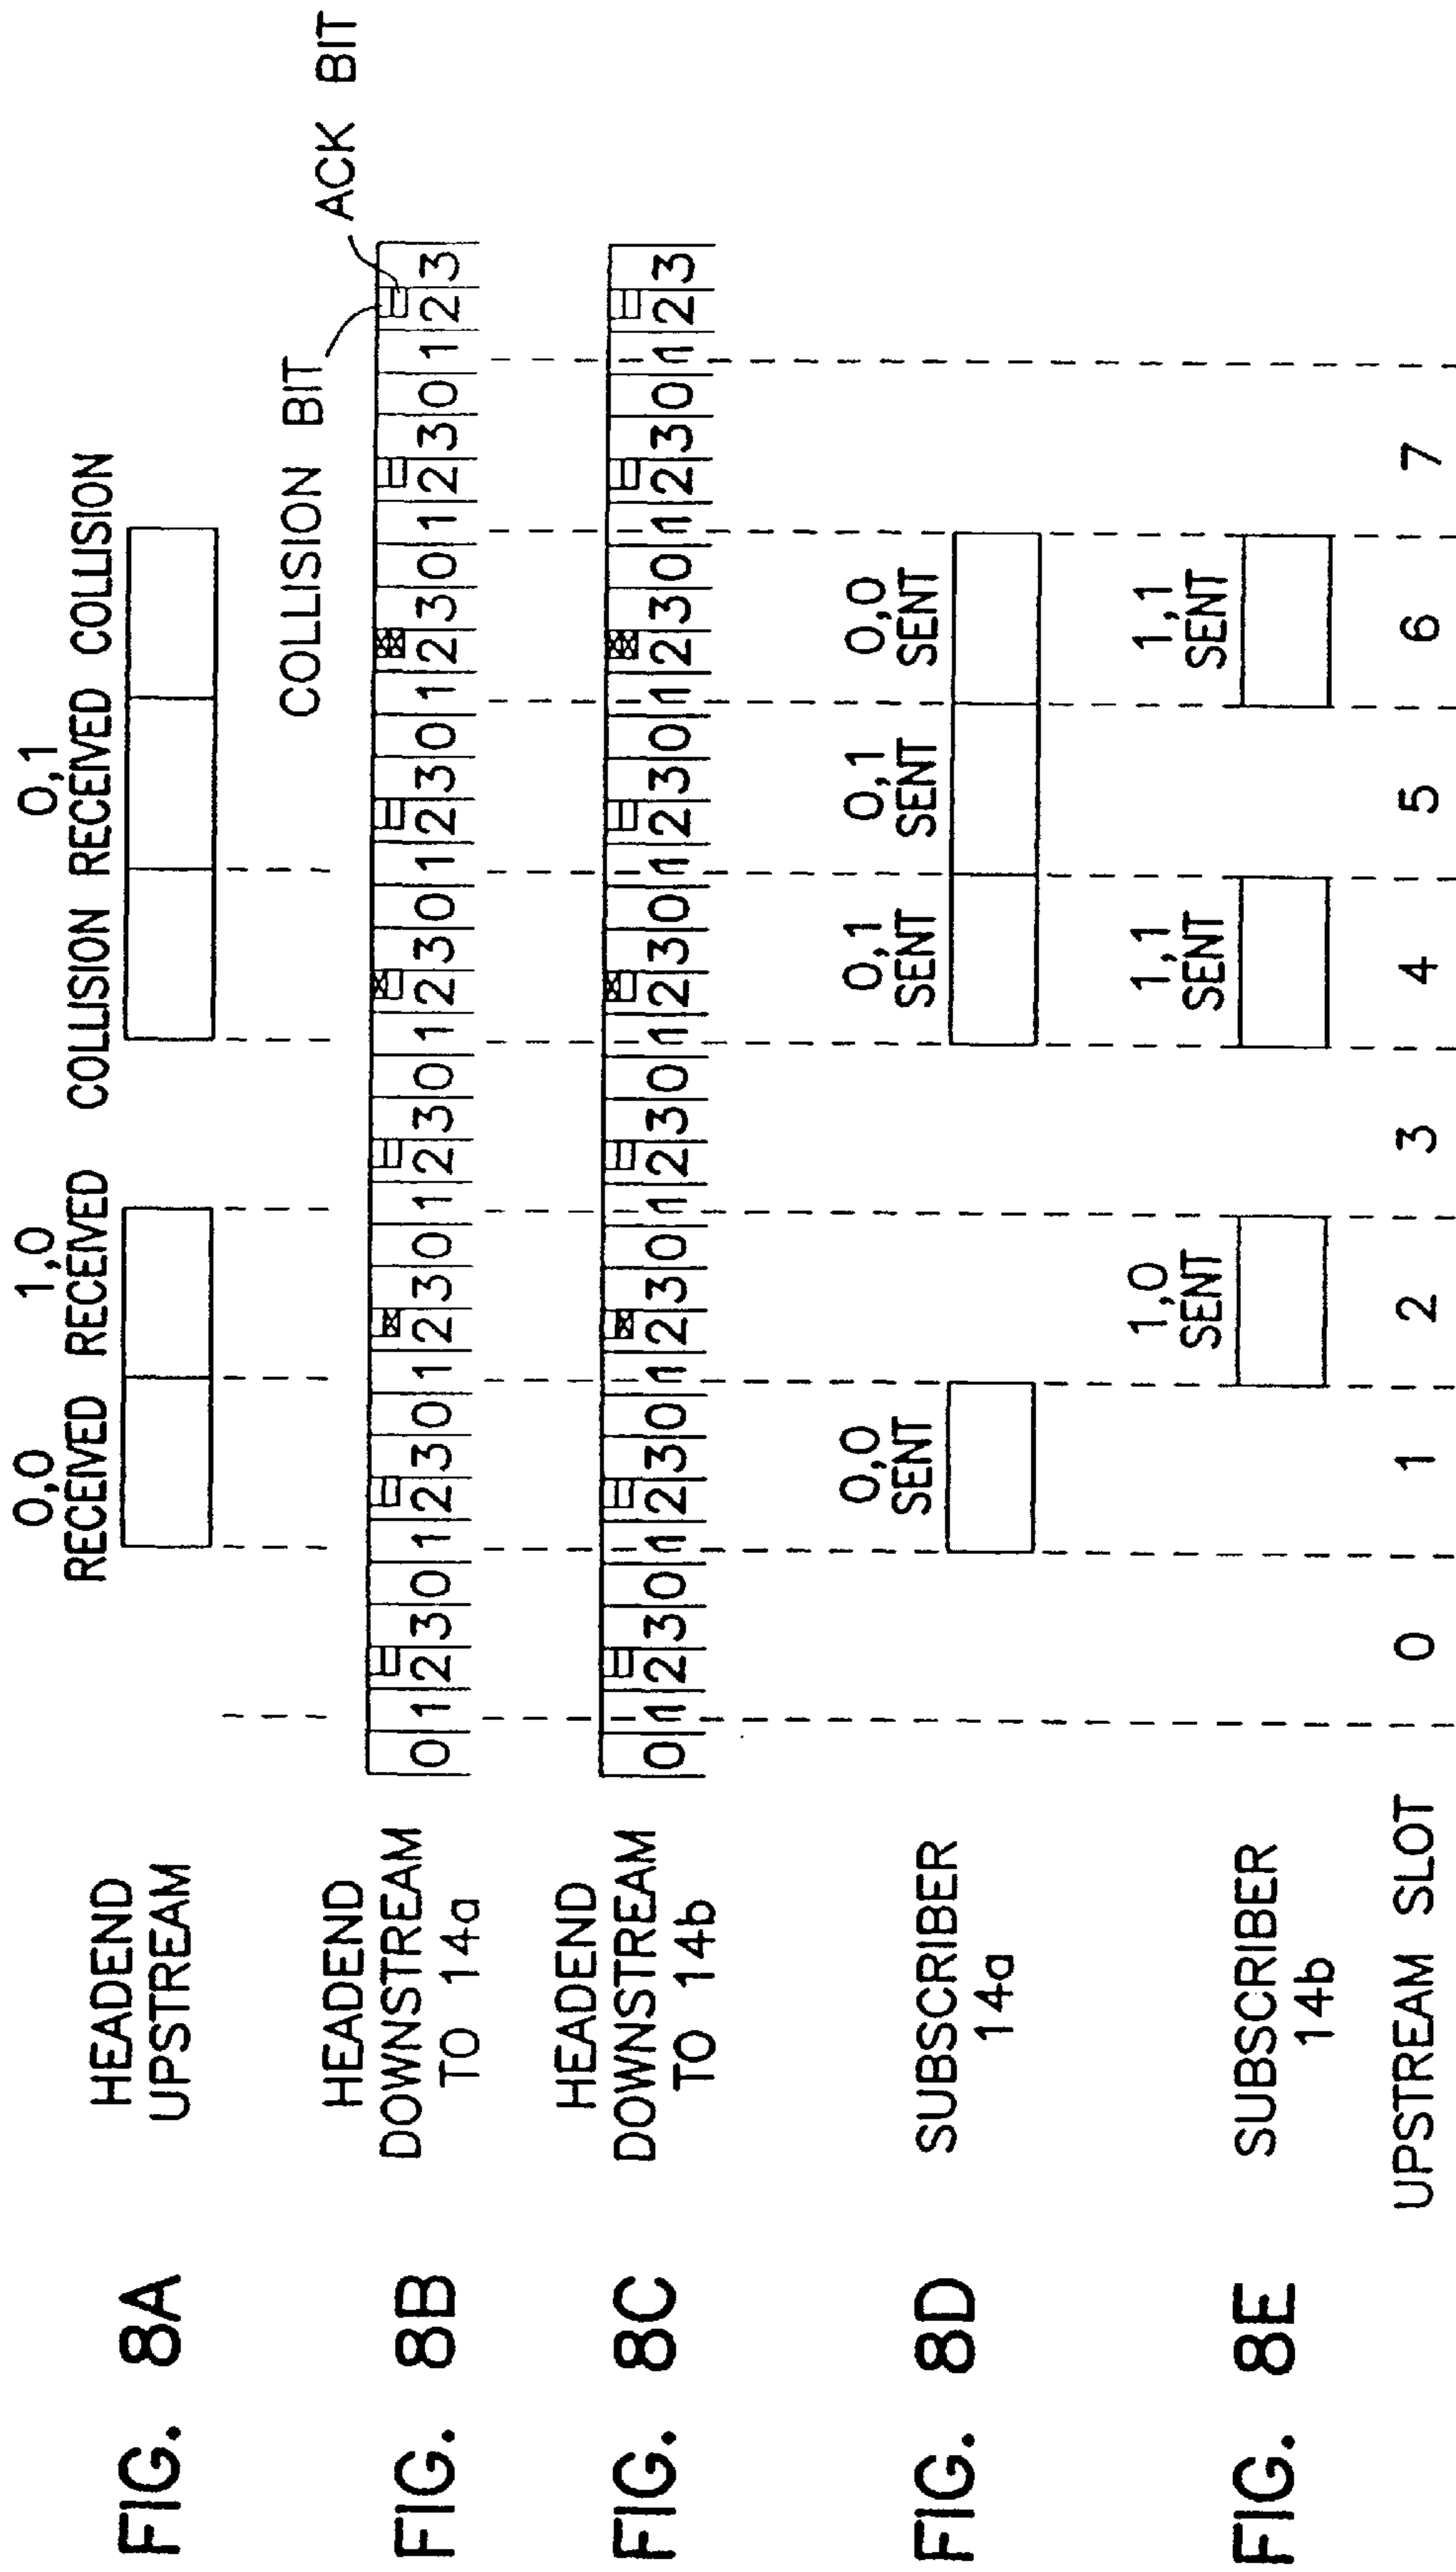 0,0 1,0 0,1
RECEIVED RECEIVED COLLISION RECEIVED COLLISION
FIG. 8A
HEADEND
UPSTREAM
COLLISION BIT
ACK BIT
FIG. 8B
HEADEND
DOWNSTREAM
TO 14a
0 1 2 3 0 1 2 3 0 1 2 3 0 1 2 3 0 1 2 3 0 1 2 3 0 1 2 3 0 1 2 3 0 1 2 3
FIG. 8C
HEADEND
DOWNSTREAM
TO 14b
0 1 2 3 0 1 2 3 0 1 2 3 0 1 2 3 0 1 2 3 0 1 2 3 0 1 2 3 0 1 2 3 0 1 2 3
FIG. 8D
SUBSCRIBER
14a
0,0 0,1 0,1 0,0
SENT SENT SENT SENT
FIG. 8E
SUBSCRIBER
14b
1,0 1,1 1,1
SENT SENT SENT
UPSTREAM SLOT 0 1 2 3 4 5 6 7